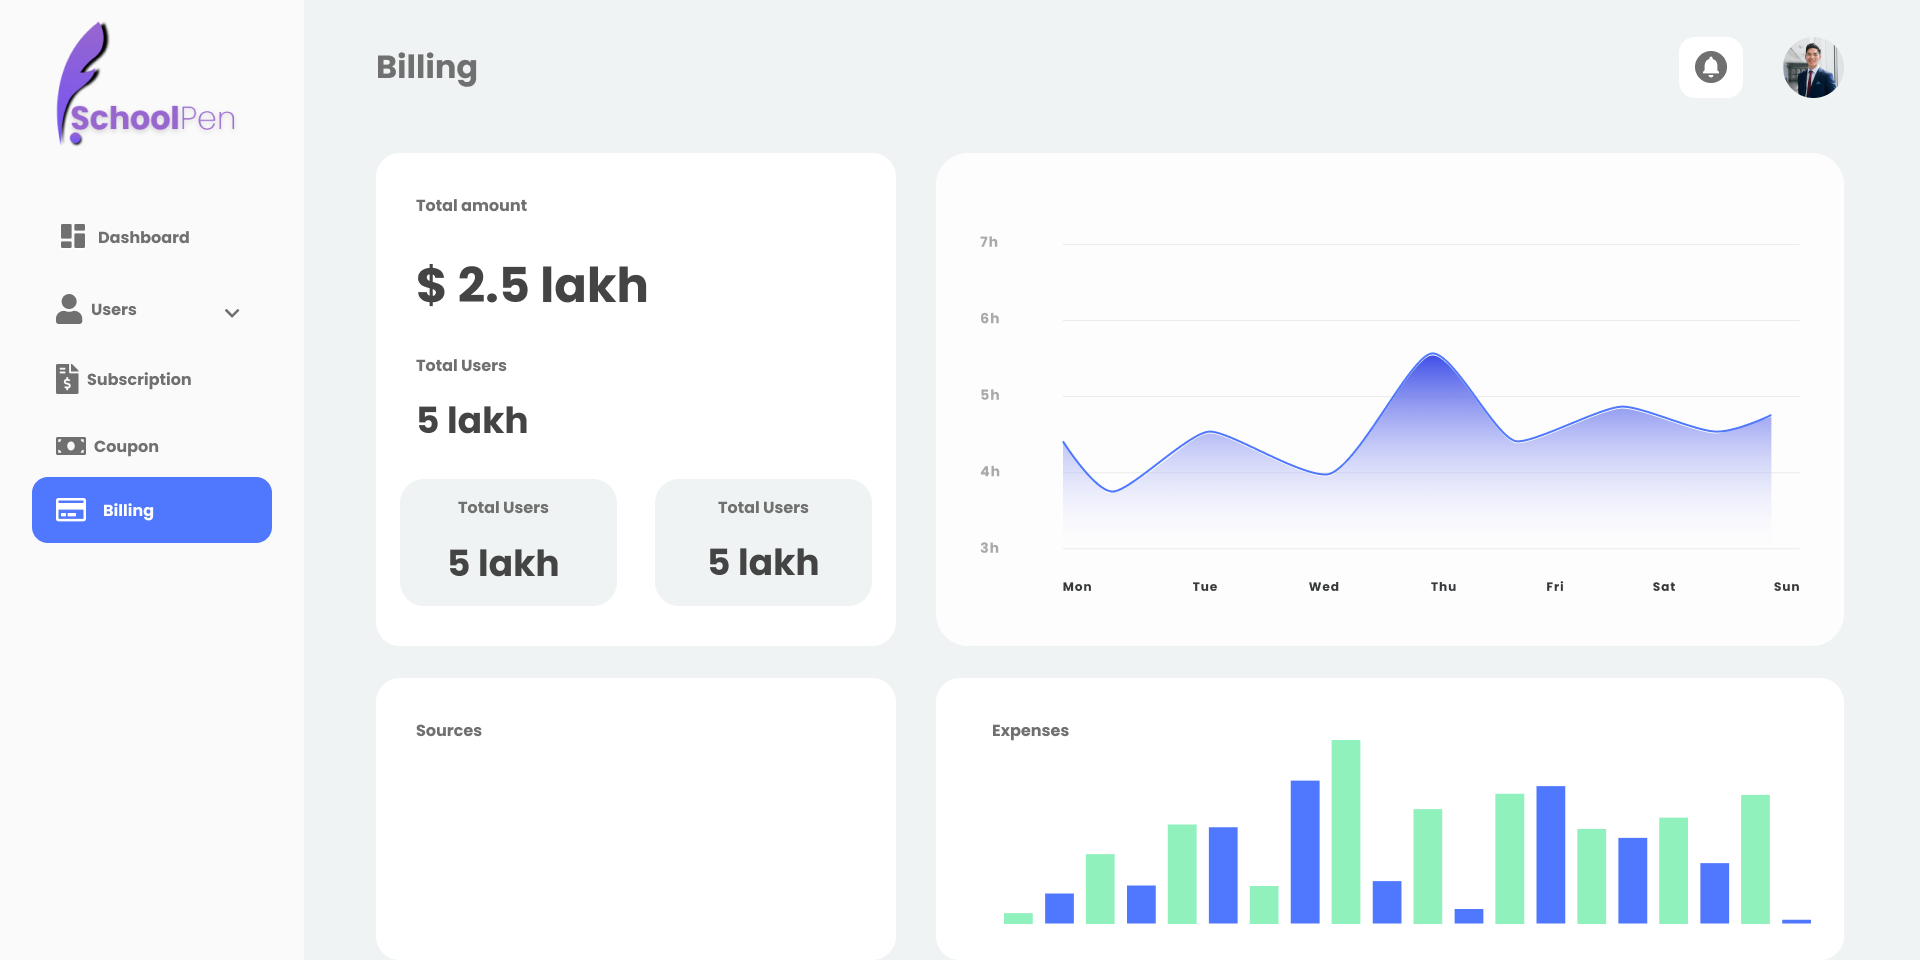 SchoolPen
Dashboard
Users
Subscription
Coupon
Billing
Billing
Total amount
$ 2.5 lakh
Total Users
5 lakh
Total Users
5 lakh
Total Users
5 lakh
7h
6h
5h
4h
3h
Mon Tue Wed Thu Fri Sat Sun
Sources
Expenses